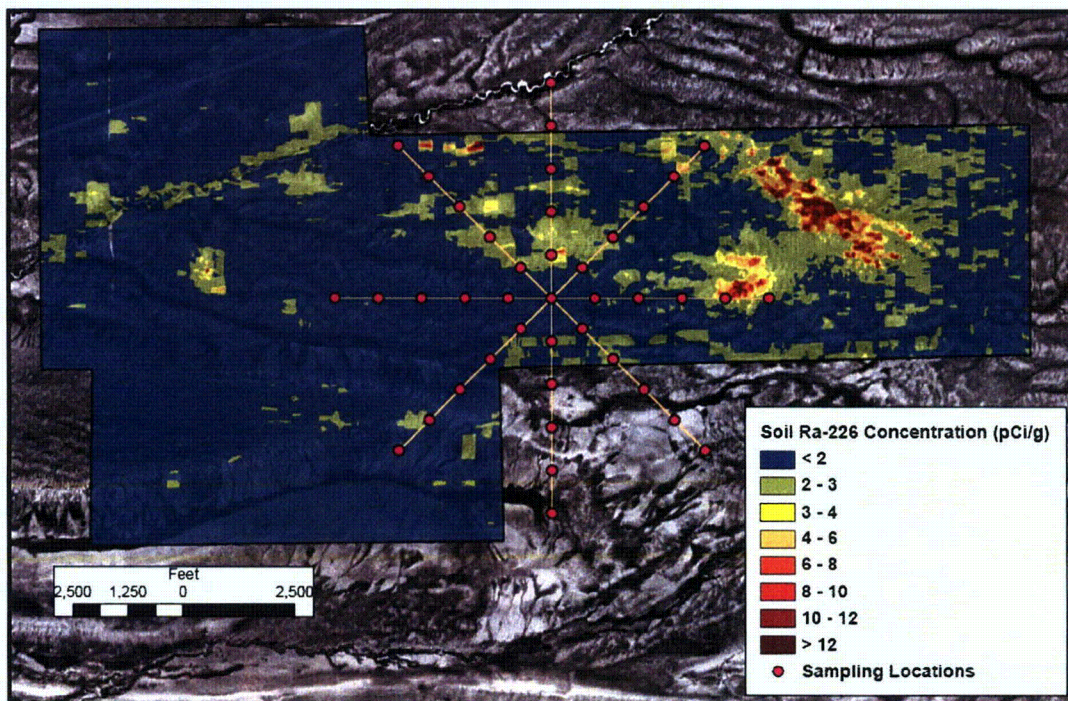 Soil Ra-226 Concentration (pCi/g)
< 2
2 - 3
3 - 4
4 - 6
6 - 8
8 - 10
10 - 12
> 12
Sampling Locations
Feet
2,500 1,250 0 2,500